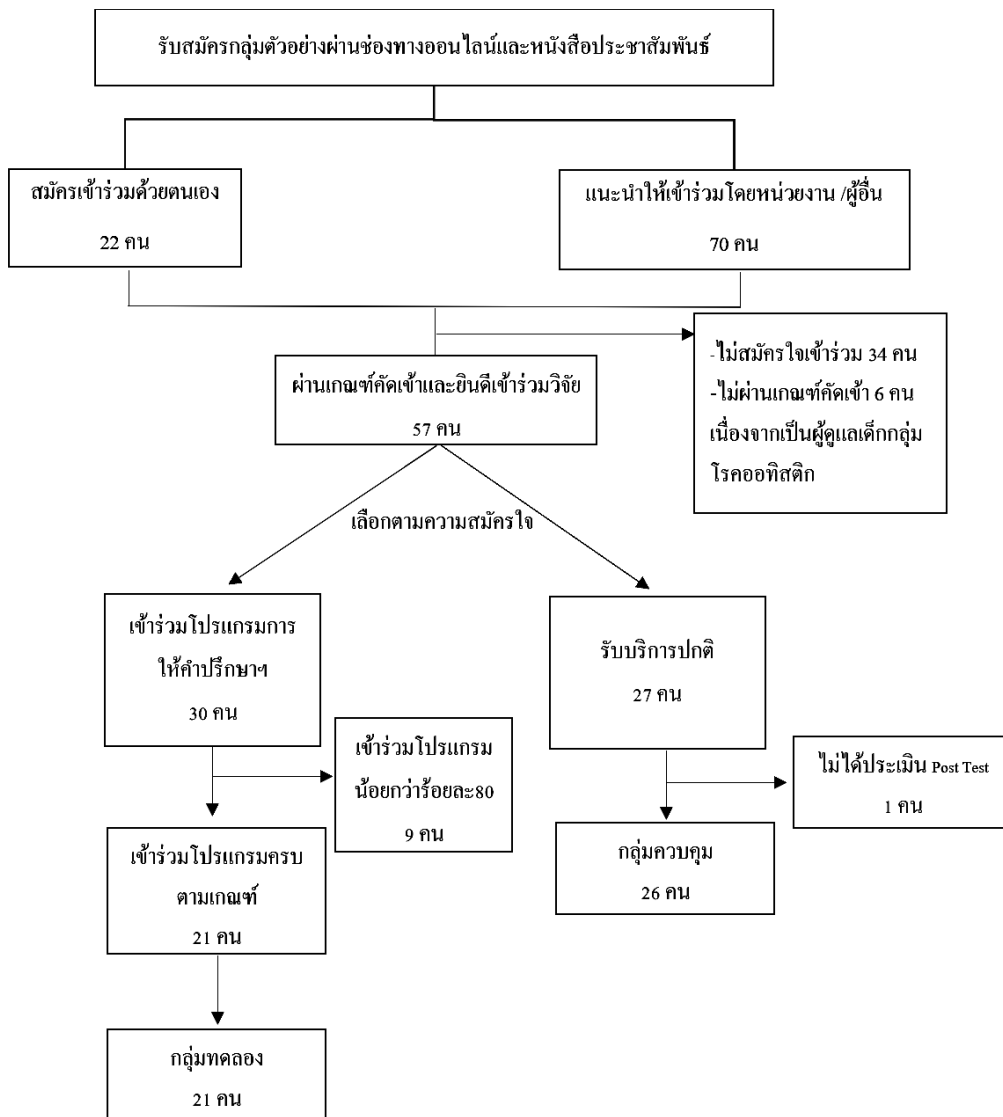 รับสมัครกลุ่มตัวอย่างผ่านช่องทางออนไลน์และหนังสือประชาสัมพันธ์
สมัครเข้าร่วมด้วยตนเอง
22 คน
แนะนำให้เข้าร่วมโดยหน่วยงาน /ผู้อื่น
70 คน
-ไม่สมัครใจเข้าร่วม 34 คน
-ไม่ผ่านเกณฑ์คัดเข้า 6 คน
เนื่องจากเป็นผู้ดูแลเด็กกลุ่ม
โรคออทิสติก
ผ่านเกณฑ์คัดเข้าและยินดีเข้าร่วมวิจัย
57 คน
เลือกตามความสมัครใจ
เข้าร่วมโปรแกรมการ
ให้คำปรึกษาฯ
30 คน
รับบริการปกติ
27 คน
เข้าร่วมโปรแกรม
น้อยกว่าร้อยละ80
9 คน
ไม่ได้ประเมิน Post Test
1 คน
เข้าร่วมโปรแกรมครบ
ตามเกณฑ์
21 คน
กลุ่มควบคุม
26 คน
กลุ่มทดลอง
21 คน